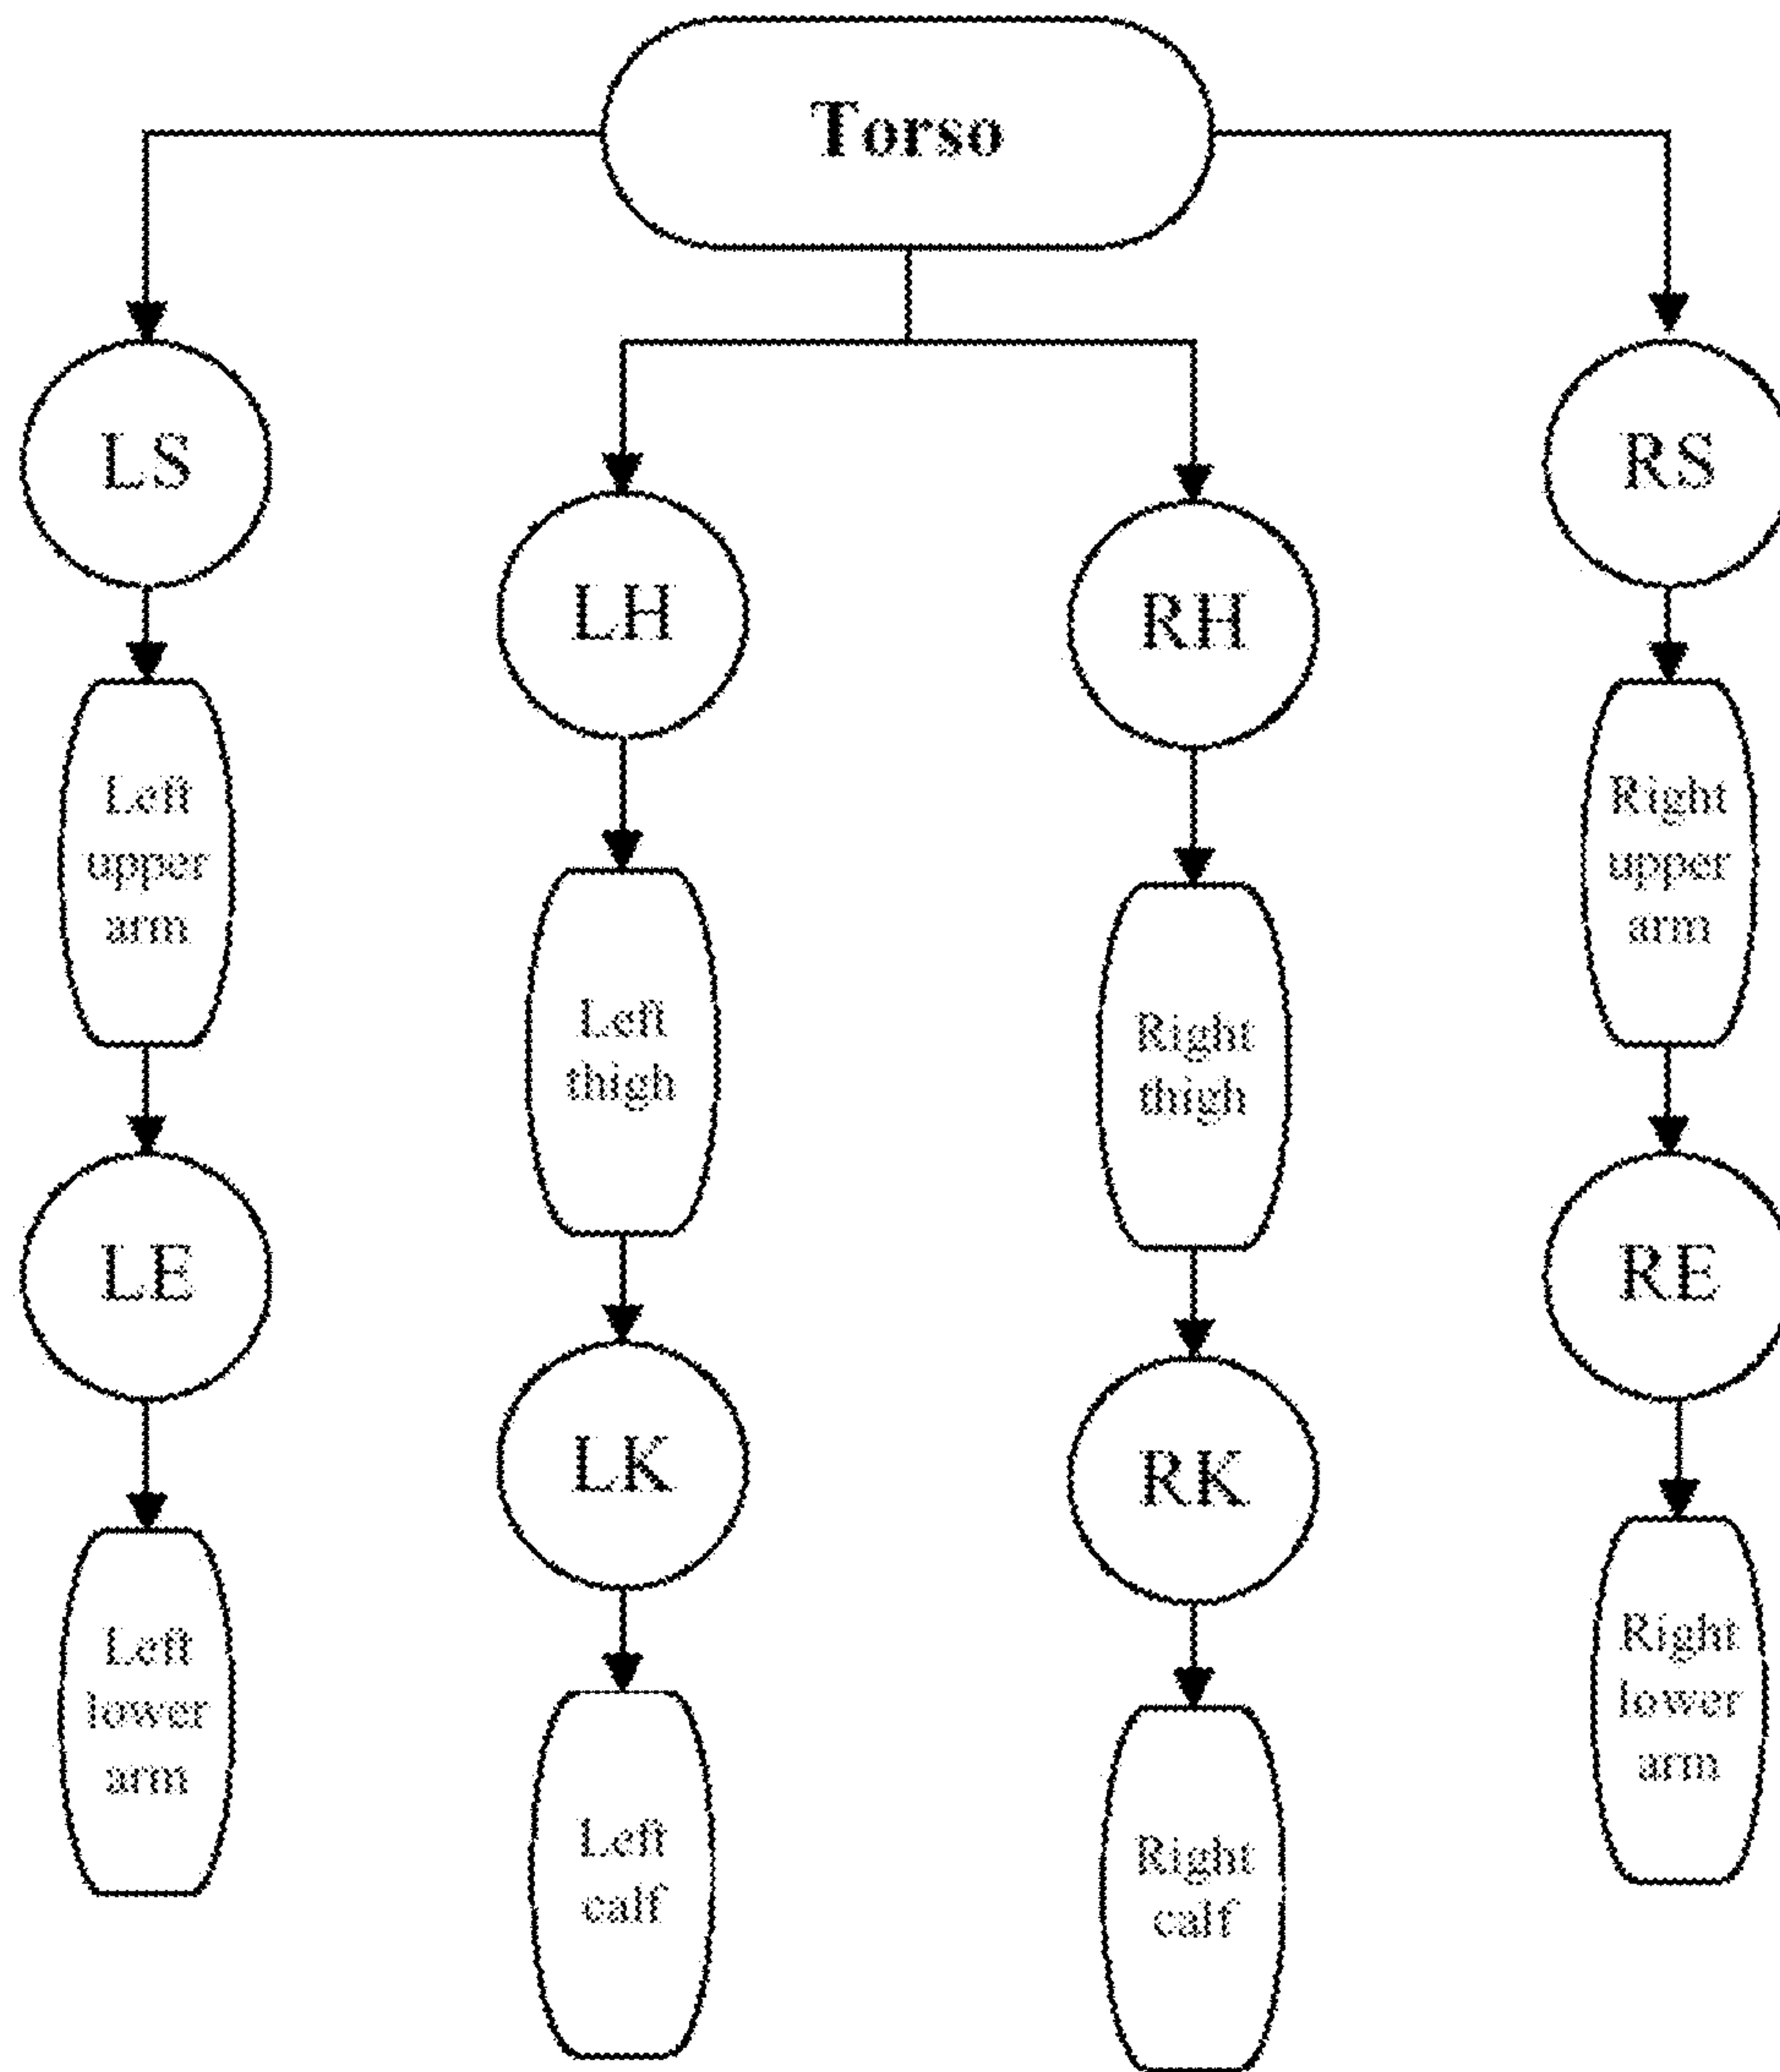 Torso
LS
RS
LH
RH
Left
upper
arm
Right
upper
arm
Left
thigh
Right
thigh
LE
RE
LK
RK
Left
lower
arm
Right
lower
arm
Left
calf
Right
calf